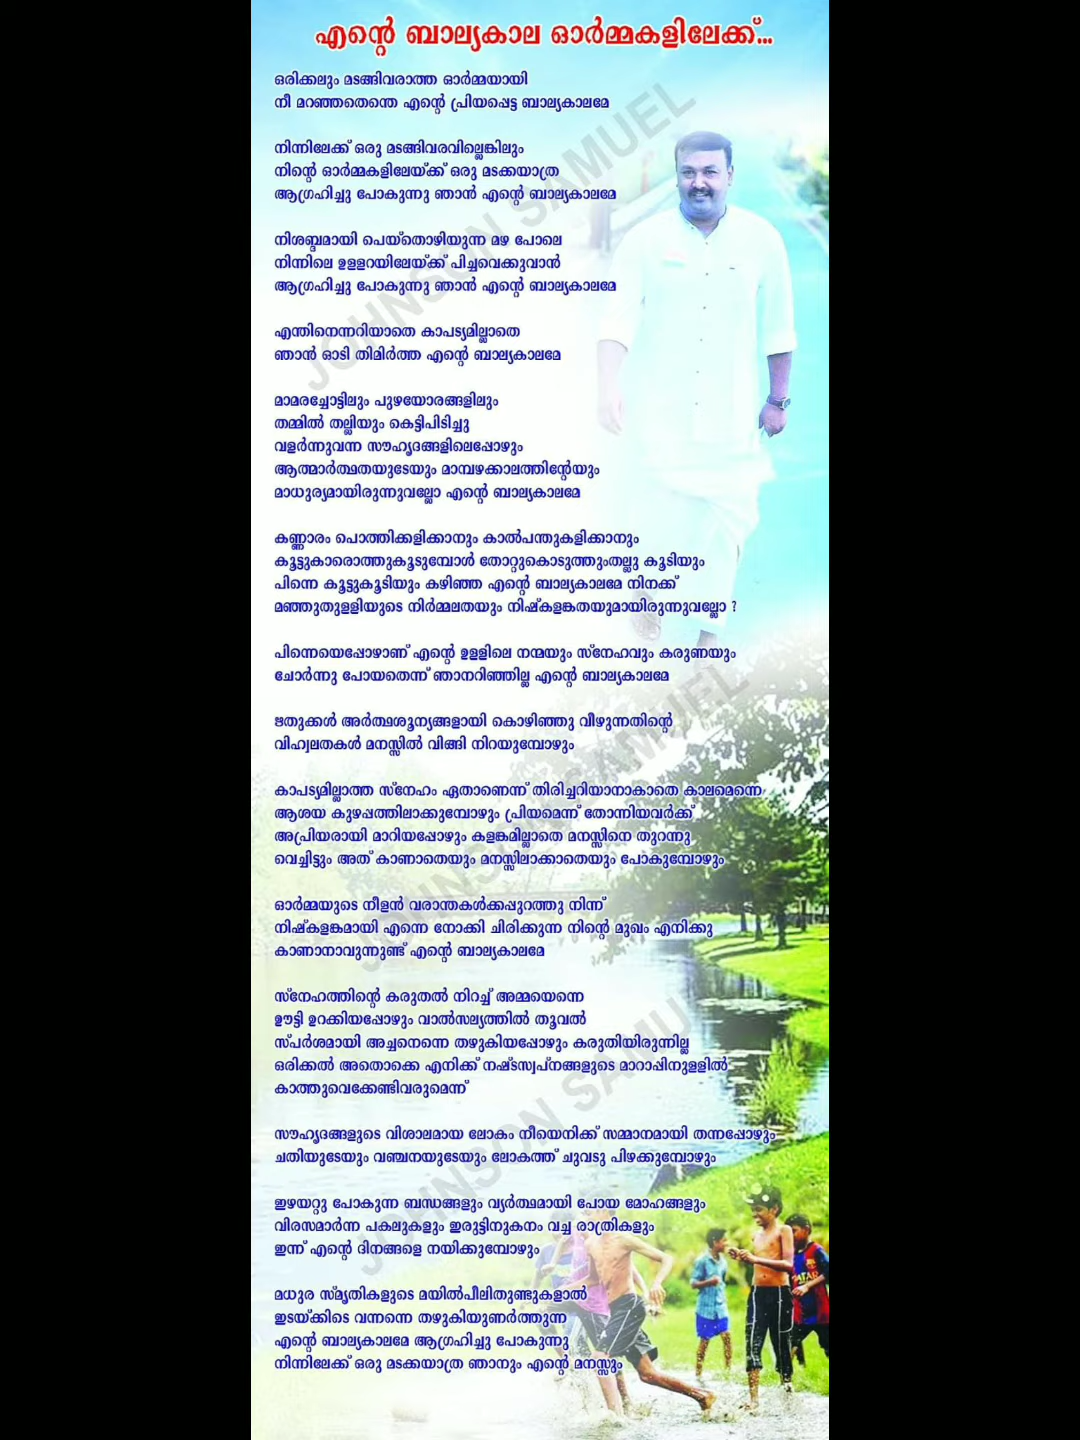 എന്റെ ബാല്യകാല ഓർമ്മകളിലേക്ക്...
ഒരിക്കലും മടങ്ങിവരാത്ത ഓർമ്മയായി
നീ മറഞ്ഞതെന്തെ എന്റെ പ്രിയപ്പെട്ട ബാല്യകാലമേ
നിന്നിലേക്ക് ഒരു മടങ്ങിവരവില്ലെങ്കിലും
നിന്റെ ഓർമ്മകളിലേയ്ക്ക് ഒരു മടക്കയാത്ര
ആഗ്രഹിച്ചു പോകുന്നു ഞാൻ എന്റെ ബാല്യകാലമേ
നിശബ്ദമായി പെയ്തൊഴിയുന്ന മഴ പോലെ
നിന്നിലെ ഉളളറയിലേയ്ക്ക് പിച്ചവെക്കുവാൻ
ആഗ്രഹിച്ചു പോകുന്നു ഞാൻ എന്റെ ബാല്യകാലമേ
എന്തിനെന്നറിയാതെ കാപട്യമില്ലാതെ
ഞാൻ ഓടി തിമിർത്ത എന്റെ ബാല്യകാലമേ
മാമരച്ചോട്ടിലും പുഴയോരങ്ങളിലും
തമ്മിൽ തല്ലിയും കെട്ടിപിടിച്ചു
വളർന്നുവന്ന സൗഹൃദങ്ങളിലെപ്പോഴും
ആത്മാർത്ഥതയുടേയും മാമ്പഴക്കാലത്തിന്റേയും
മാധുര്യമായിരുന്നുവല്ലോ എന്റെ ബാല്യകാലമേ
കണ്ണാരം പൊത്തിക്കളിക്കാനും കാൽപന്തുകളിക്കാനും
കൂട്ടുകാരൊത്തുകൂടുമ്പോൾ തോറ്റുകൊടുത്തുംതല്ലു കൂടിയും
പിന്നെ കൂട്ടുകൂടിയും കഴിഞ്ഞ എന്റെ ബാല്യകാലമേ നിനക്ക്
മഞ്ഞുതുളളിയുടെ നിർമ്മലതയും നിഷ്കളങ്കതയുമായിരുന്നുവല്ലോ ?
പിന്നെയെപ്പോഴാണ് എന്റെ ഉളളിലെ നന്മയും സ്നേഹവും കരുണയും
ചോർന്നു പോയതെന്ന് ഞാനറിഞ്ഞില്ല എന്റെ ബാല്യകാലമേ
ഋതുക്കൾ അർത്ഥശൂന്യങ്ങളായി കൊഴിഞ്ഞു വീഴുന്നതിന്റെ
വിഹ്വലതകൾ മനസ്സിൽ വിങ്ങി നിറയുമ്പോഴും
കാപട്യമില്ലാത്ത സ്നേഹം ഏതാണെന്ന് തിരിച്ചറിയാനാകാതെ കാലമെന്നെ
ആശയ കുഴപ്പത്തിലാക്കുമ്പോഴും പ്രിയമെന്ന് തോന്നിയവർക്ക്
അപ്രിയരായി മാറിയപ്പോഴും കളങ്കമില്ലാതെ മനസ്സിനെ തുറന്നു
വെച്ചിട്ടും അത് കാണാതെയും മനസ്സിലാക്കാതെയും പോകുമ്പോഴും
ഓർമ്മയുടെ നീളൻ വരാന്തകൾക്കപ്പുറത്തു നിന്ന്
നിഷ്കളങ്കമായി എന്നെ നോക്കി ചിരിക്കുന്ന നിന്റെ മുഖം എനിക്കു
കാണാനാവുന്നുണ്ട് എന്റെ ബാല്യകാലമേ
സ്നേഹത്തിന്റെ കരുതൽ നിറച്ച് അമ്മയെന്നെ
ഊട്ടി ഉറക്കിയപ്പോഴും വാൽസല്യത്തിൽ തൂവൽ
സ്പർശമായി അച്ചനെന്നെ തഴുകിയപ്പോഴും കരുതിയിരുന്നില്ല
ഒരിക്കൽ അതൊക്കെ എനിക്ക് നഷ്ടസ്വപ്നങ്ങളുടെ മാറാപ്പിനുളളിൽ
കാത്തുവെക്കേണ്ടിവരുമെന്ന്
സൗഹൃദങ്ങളുടെ വിശാലമായ ലോകം നീയെനിക്ക് സമ്മാനമായി തന്നപ്പോഴും
ചതിയുടേയും വഞ്ചനയുടേയും ലോകത്ത് ചുവടു പിഴക്കുമ്പോഴും
ഇഴയറ്റു പോകുന്ന ബന്ധങ്ങളും വ്യർത്ഥമായി പോയ മോഹങ്ങളും
വിരസമാർന്ന പകലുകളും ഇരുട്ടിനുകനം വച്ച രാത്രികളും
ഇന്ന് എന്റെ ദിനങ്ങളെ നയിക്കുമ്പോഴും
മധുര സ്മൃതികളുടെ മയിൽപീലിതുണ്ടുകളാൽ
ഇടയ്ക്കിടെ വന്നന്നെ തഴുകിയുണർത്തുന്ന
എന്റെ ബാല്യകാലമേ ആഗ്രഹിച്ചു പോകുന്നു
നിന്നിലേക്ക് ഒരു മടക്കയാത്ര ഞാനും എന്റെ മനസ്സും
JOHNSON SAMUEL
JOHNSON SAMUEL
JOHNSON SAMU